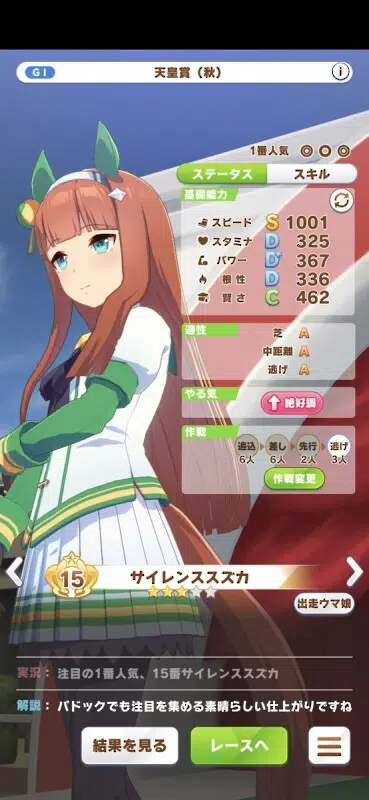 GⅠ 天皇賞（秋） i
1番人気 ◎ ◎ ◎
ステータス スキル
基礎能力
スピード S 1001
スタミナ D 325
パワー D+ 367
根性 D 336
賢さ C 462
適性
芝 A
中距離 A
逃げ A
やる気
絶好調
作戦
追込 差し 先行 逃げ
6人 6人 2人 3人
作戦変更
15 サイレンススズカ
出走ウマ娘
実況： 注目の1番人気、15番サイレンススズカ
解説： パドックでも注目を集める素晴らしい仕上がりですね
結果を見る レースへ